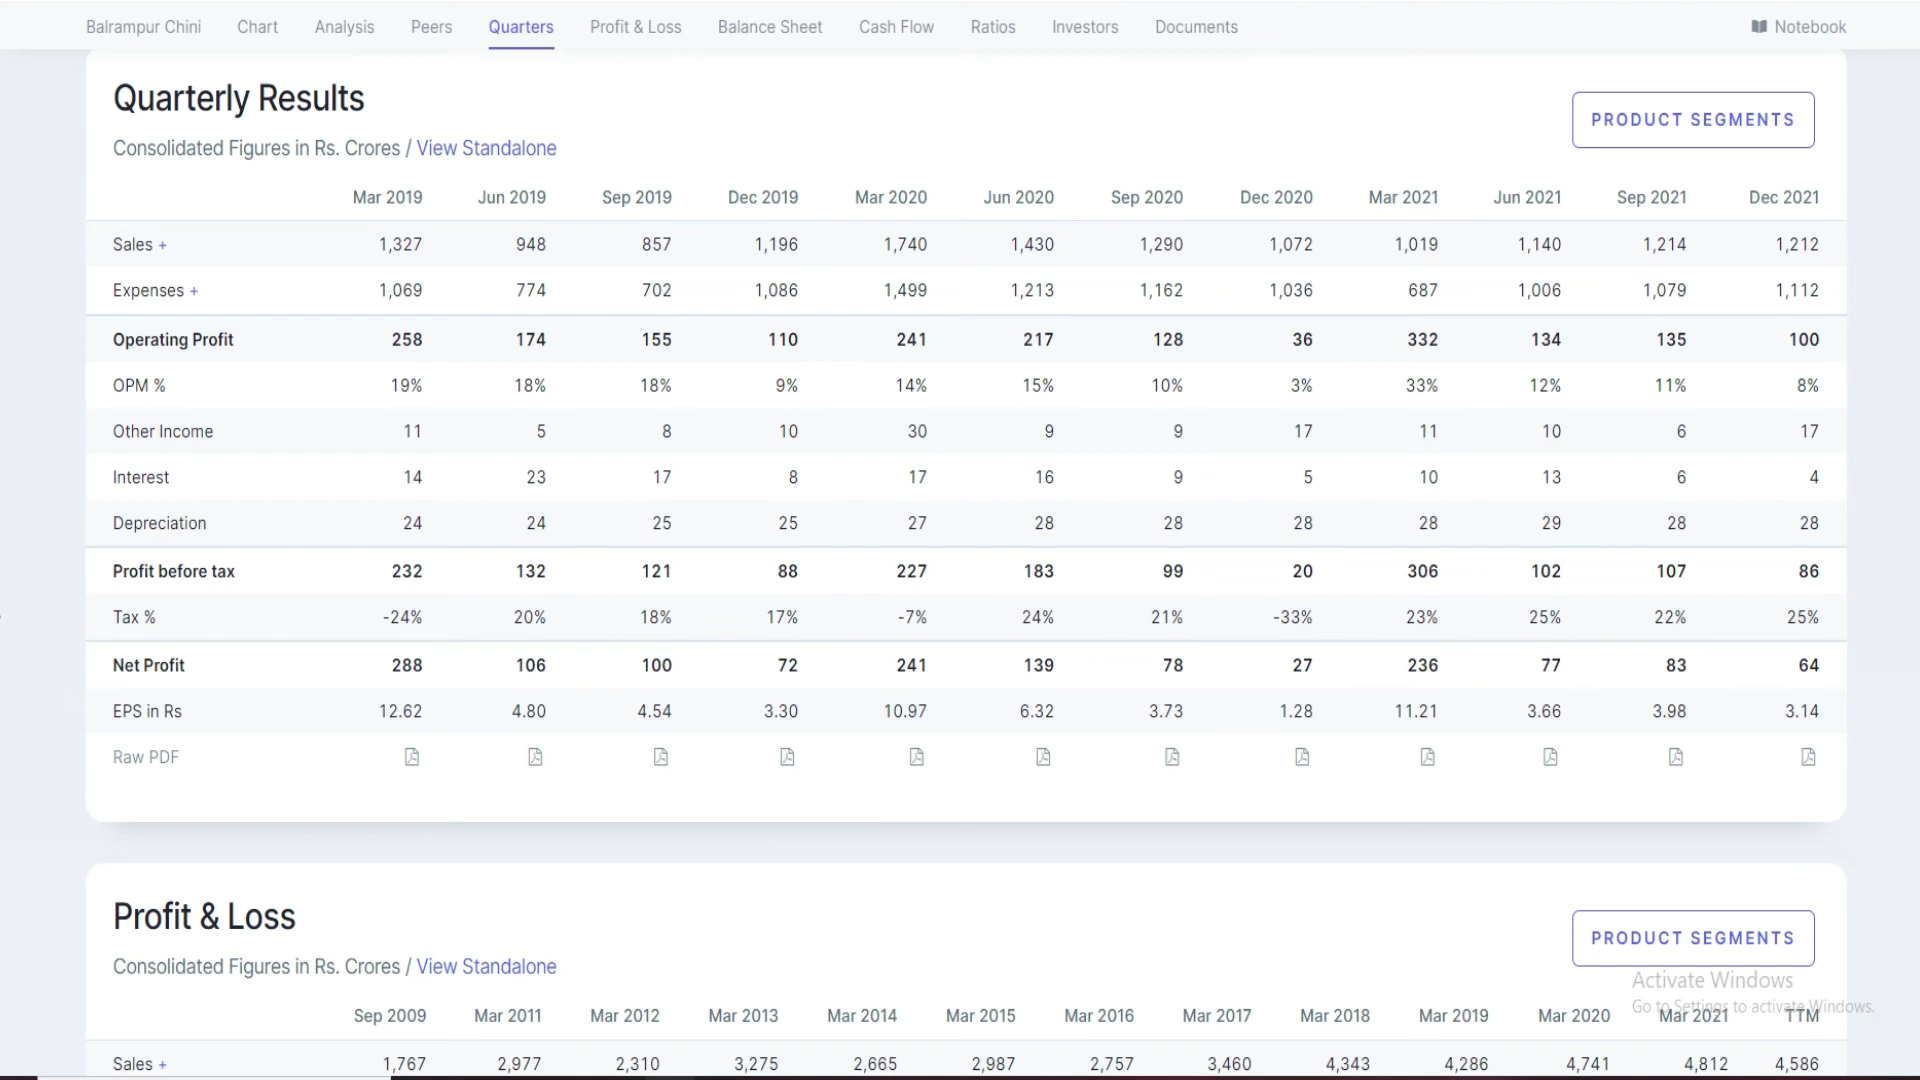 Balrampur Chini Chart Analysis Peers Quarters Profit & Loss Balance Sheet Cash Flow Ratios Investors Documents Notebook
Quarterly Results
PRODUCT SEGMENTS
Consolidated Figures in Rs. Crores / View Standalone
Mar 2019 Jun 2019 Sep 2019 Dec 2019 Mar 2020 Jun 2020 Sep 2020 Dec 2020 Mar 2021 Jun 2021 Sep 2021 Dec 2021
Sales + 1,327 948 857 1,196 1,740 1,430 1,290 1,072 1,019 1,140 1,214 1,212
Expenses + 1,069 774 702 1,086 1,499 1,213 1,162 1,036 687 1,006 1,079 1,112
Operating Profit 258 174 155 110 241 217 128 36 332 134 135 100
OPM % 19% 18% 18% 9% 14% 15% 10% 3% 33% 12% 11% 8%
Other Income 11 5 8 10 30 9 9 17 11 10 6 17
Interest 14 23 17 8 17 16 9 5 10 13 6 4
Depreciation 24 24 25 25 27 28 28 28 28 29 28 28
Profit before tax 232 132 121 88 227 183 99 20 306 102 107 86
Tax % -24% 20% 18% 17% -7% 24% 21% -33% 23% 25% 22% 25%
Net Profit 288 106 100 72 241 139 78 27 236 77 83 64
EPS in Rs 12.62 4.80 4.54 3.30 10.97 6.32 3.73 1.28 11.21 3.66 3.98 3.14
Raw PDF
Profit & Loss
PRODUCT SEGMENTS
Consolidated Figures in Rs. Crores / View Standalone
Activate Windows
Go to Settings to activate Windows.
Sep 2009 Mar 2011 Mar 2012 Mar 2013 Mar 2014 Mar 2015 Mar 2016 Mar 2017 Mar 2018 Mar 2019 Mar 2020 Mar 2021 TTM
Sales + 1,767 2,977 2,310 3,275 2,665 2,987 2,757 3,460 4,343 4,286 4,741 4,812 4,586